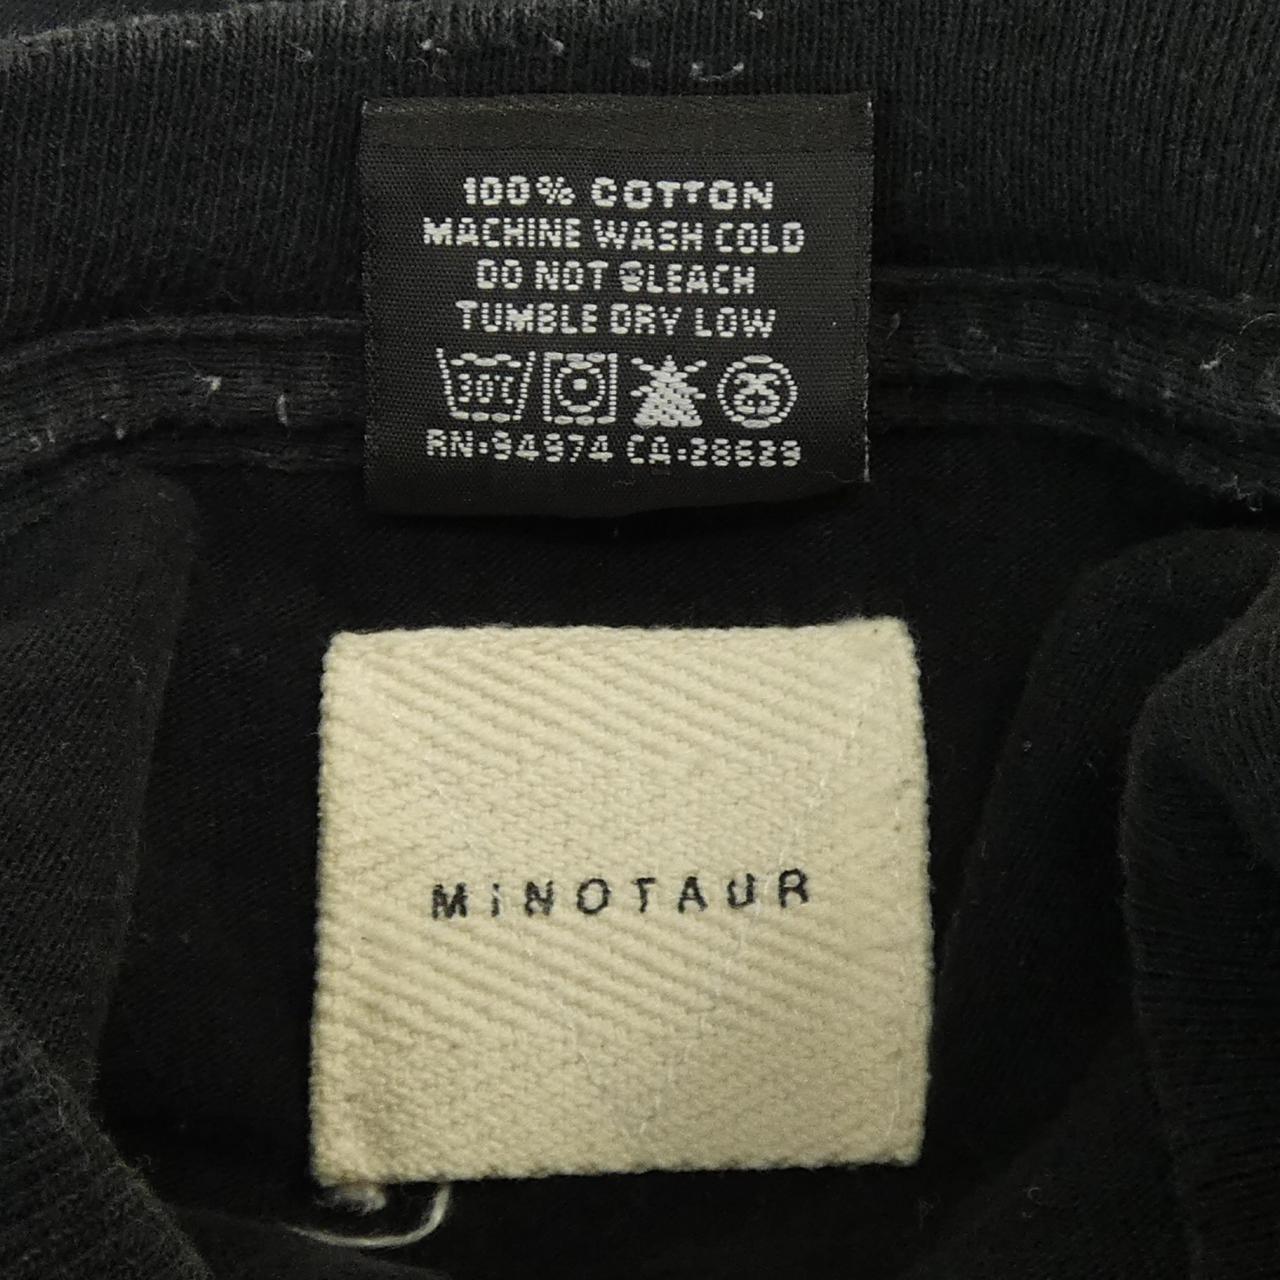 100% COTTON
MACHINE WASH COLD
DO NOT BLEACH
TUMBLE DRY LOW
30°C
RN:94974 CA:28629
MiNOTAUR